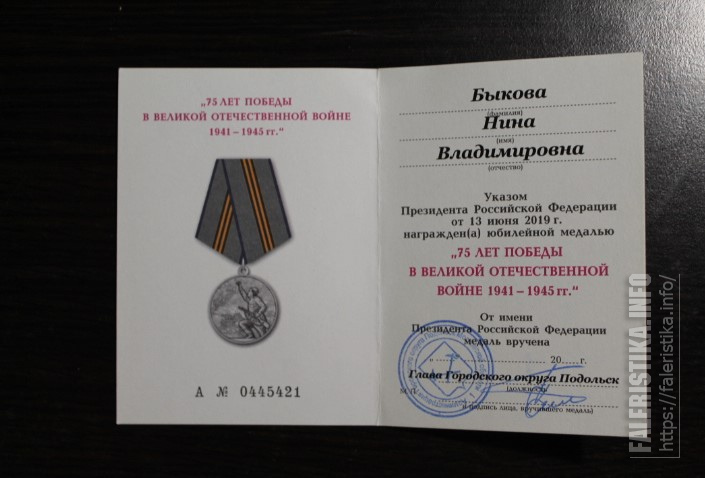 „75 ЛЕТ ПОБЕДЫ
В ВЕЛИКОЙ ОТЕЧЕСТВЕННОЙ ВОЙНЕ
1941 – 1945 гг.“
А № 0445421
Быкова
(фамилия)
Нина
(имя)
Владимировна
(отчество)
Указом
Президента Российской Федерации
от 13 июня 2019 г.
награжден(а) юбилейной медалью
„75 ЛЕТ ПОБЕДЫ
В ВЕЛИКОЙ ОТЕЧЕСТВЕННОЙ
ВОЙНЕ 1941 – 1945 гг.“
От имени
Президента Российской Федерации
медаль вручена
„...... 20.....г.
Глава Городского округа Подольск
(должность)
(подпись лица, вручившего медаль)
FALERISTIKA.INFO
https://faleristika.info/